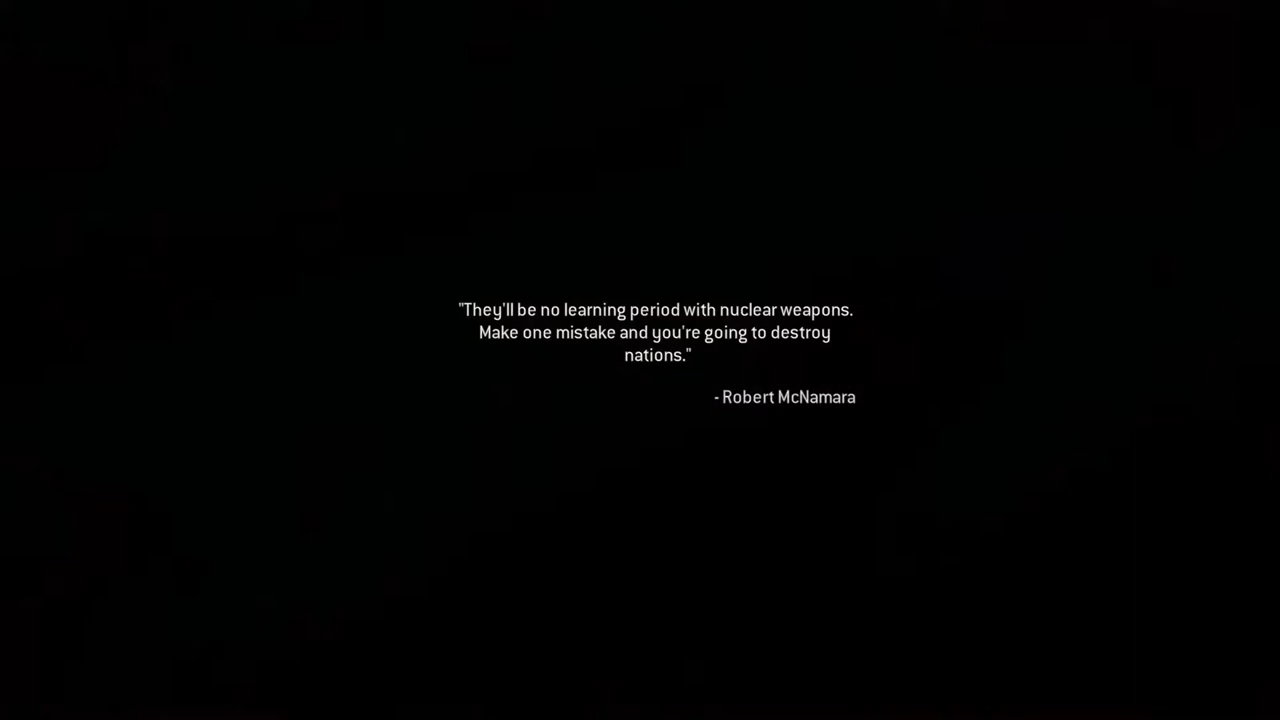 "They'll be no learning period with nuclear weapons.
Make one mistake and you're going to destroy
nations."
- Robert McNamara